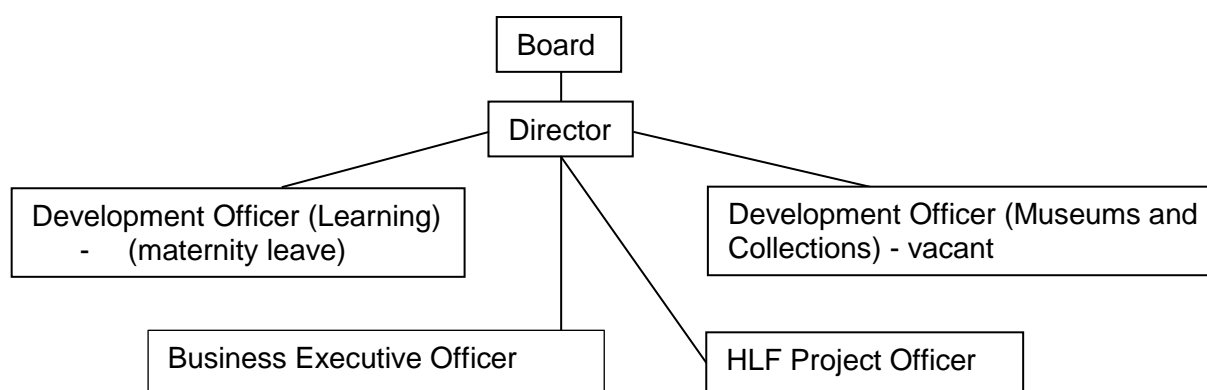 Board
Director
Development Officer (Learning)
- (maternity leave)
Development Officer (Museums and
Collections) - vacant
Business Executive Officer
HLF Project Officer